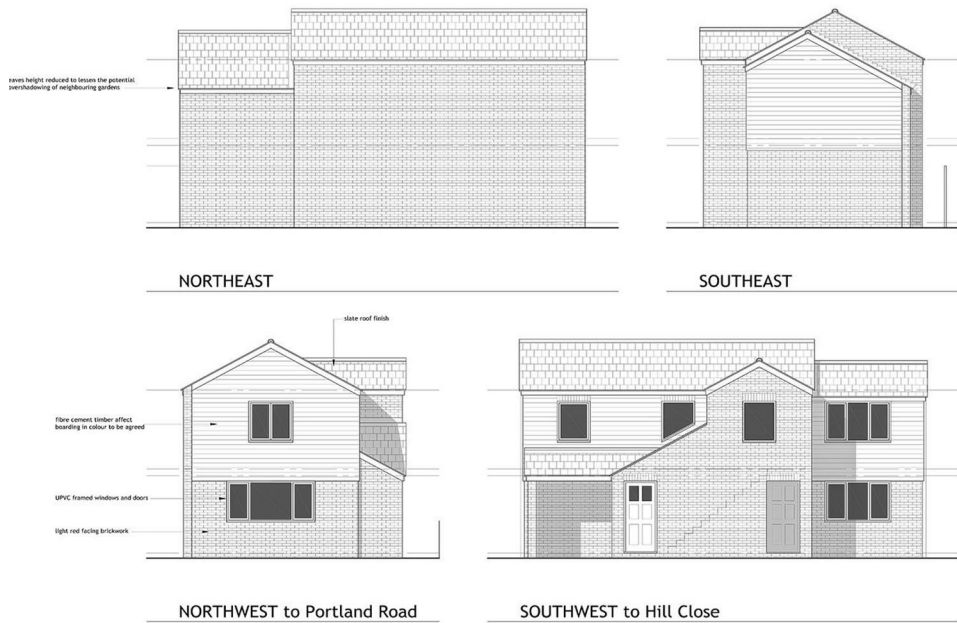 eaves height reduced to lessen the potential
overshadowing of neighbouring gardens
NORTHEAST
SOUTHEAST
slate roof finish
fibre cement timber affect
boarding in colour to be agreed
UPVC framed windows and doors
light red facing brickwork
NORTHWEST to Portland Road
SOUTHWEST to Hill Close